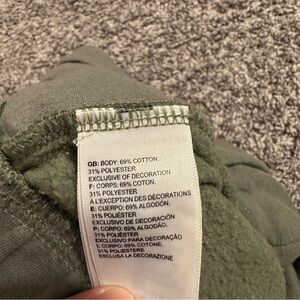 GB: BODY: 69% COTTON.
31% POLYESTER
EXCLUSIVE OF DECORATION
F: CORPS: 69% COTON.
31% POLYESTER
À L'EXCEPTION DES DÉCORATIONS
E: CUERPO: 69% ALGODÓN.
31% POLIÉSTER
EXCLUSIVO DE DECORACIÓN
P: CORPO: 69% ALGODÃO.
31% POLIÉSTER
EXCLUSIVO PARA DECORAÇÃO
I: CORPO: 69% COTONE.
31% POLIESTERE
ESCLUSA LA DECORAZIONE